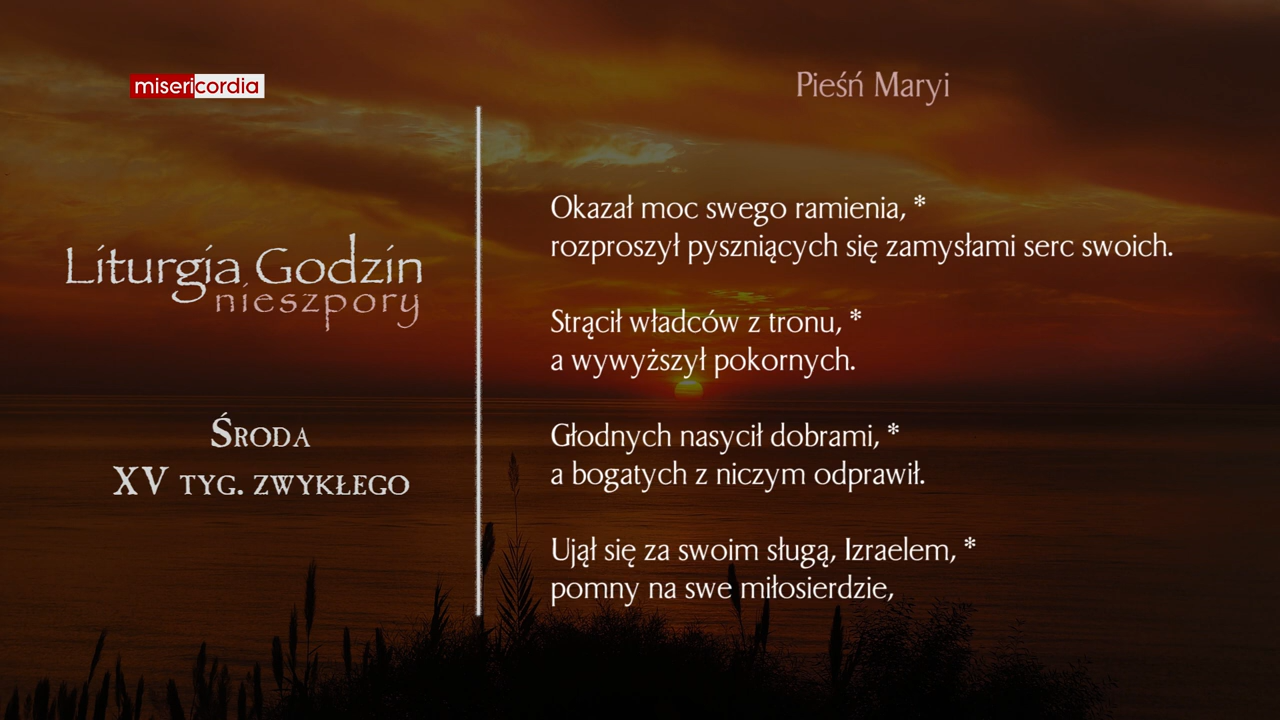 misericordia
Liturgia Godzin
nieszpory
Środa
XV tyg. zwykłego
Pieśń Maryi
Okazał moc swego ramienia, *
rozproszył pyszniących się zamysłami serc swoich.
Strącił władców z tronu, *
a wywyższył pokornych.
Głodnych nasycił dobrami, *
a bogatych z niczym odprawił.
Ujął się za swoim sługą, Izraelem, *
pomny na swe miłosierdzie,